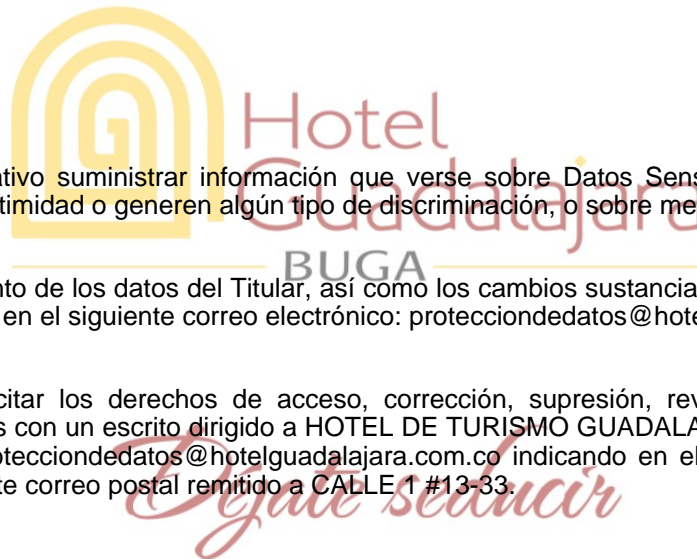 Hotel
Guadalajara
BUGA
ativo suministrar información que verse sobre Datos Sens
timidad o generen algún tipo de discriminación, o sobre me
nto de los datos del Titular, así como los cambios sustancia
en el siguiente correo electrónico: protecciondedatos@hote
citar los derechos de acceso, corrección, supresión, rev
s con un escrito dirigido a HOTEL DE TURISMO GUADALA
otecciondedatos@hotelguadalajara.com.co indicando en el
te correo postal remitido a CALLE 1 #13-33.
Déjate seducir